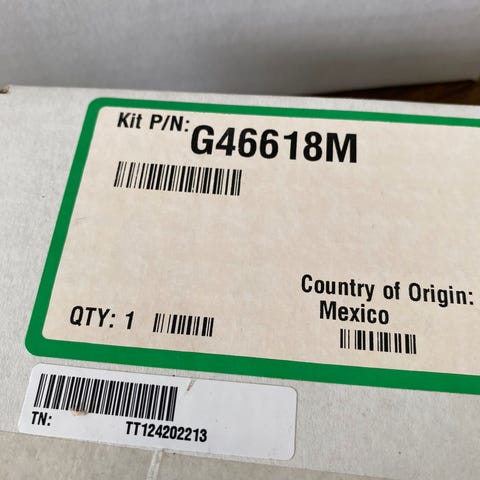 Kit P/N: G46618M
Country of Origin:
Mexico
QTY: 1
TN: TT124202213